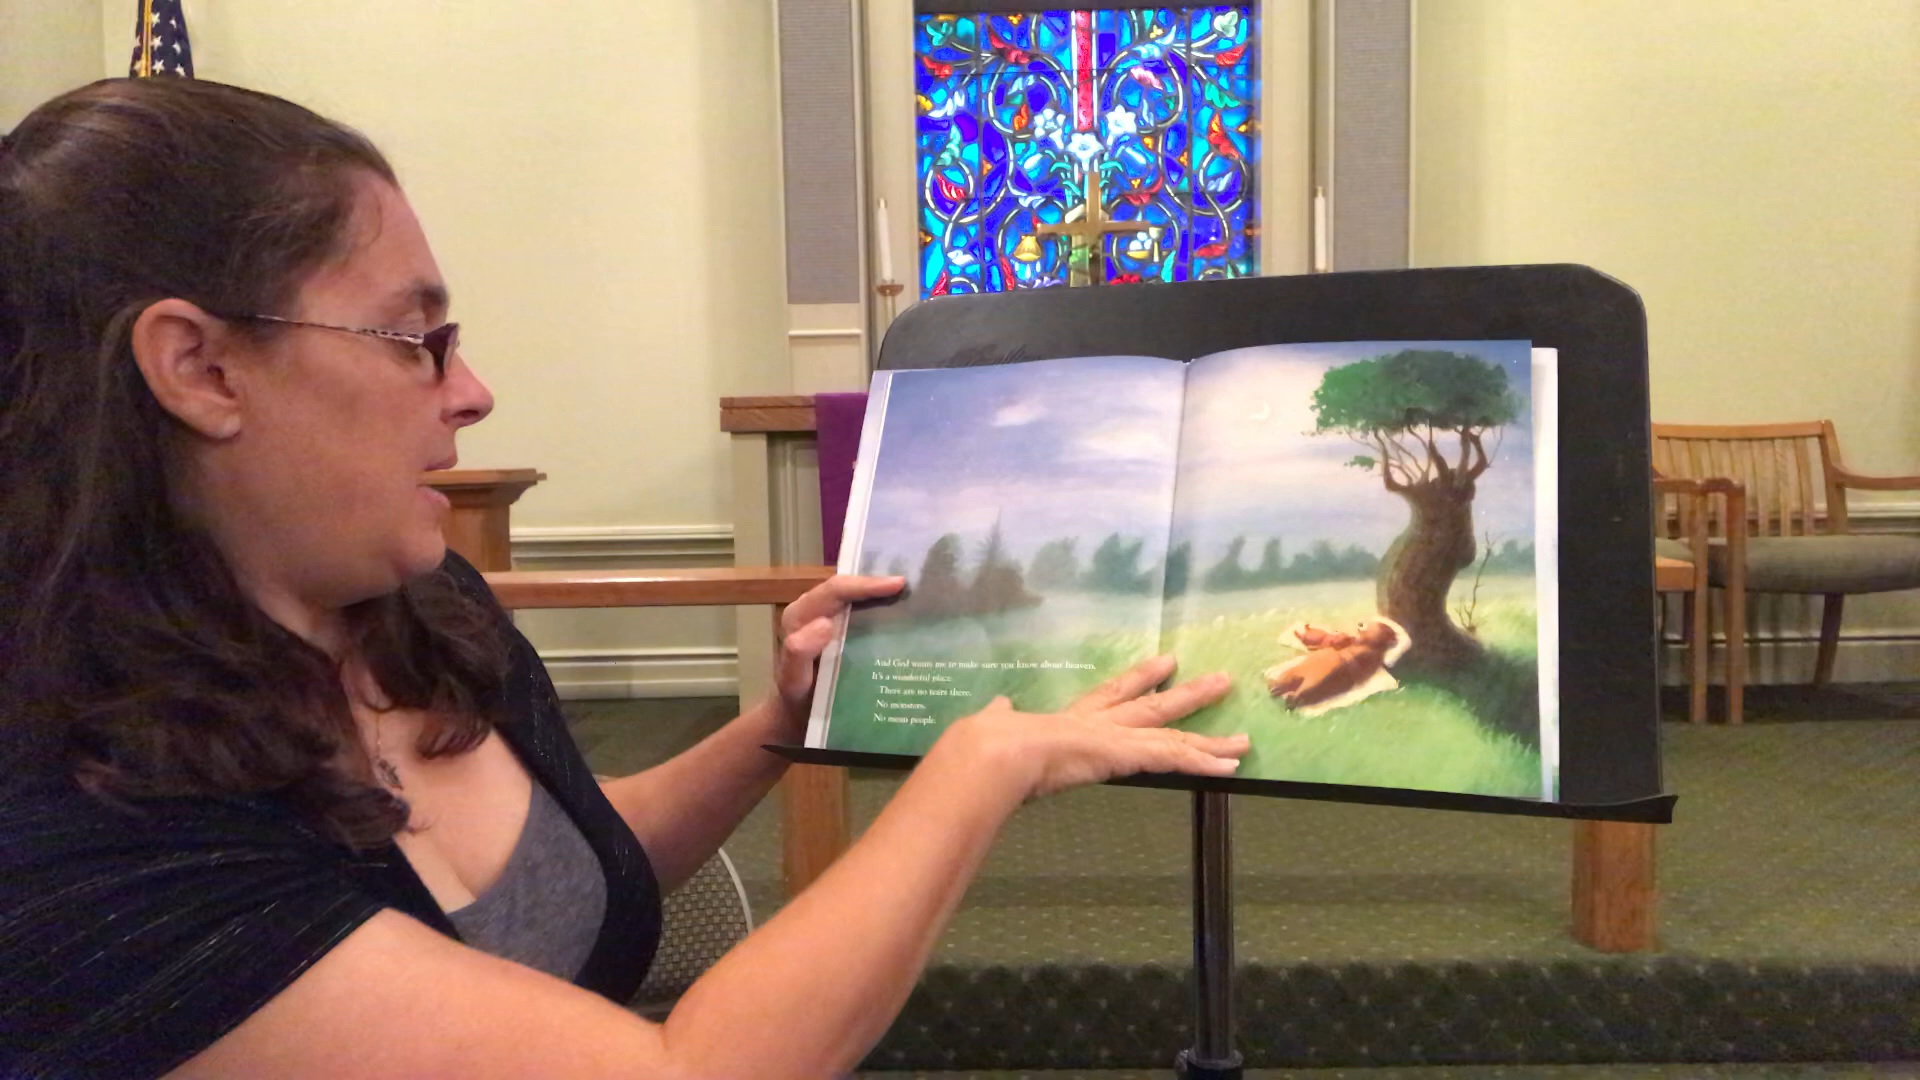 And God wants me to make sure you know about heaven.
It's a wonderful place.
There are no tears there.
No monsters.
No mean people.